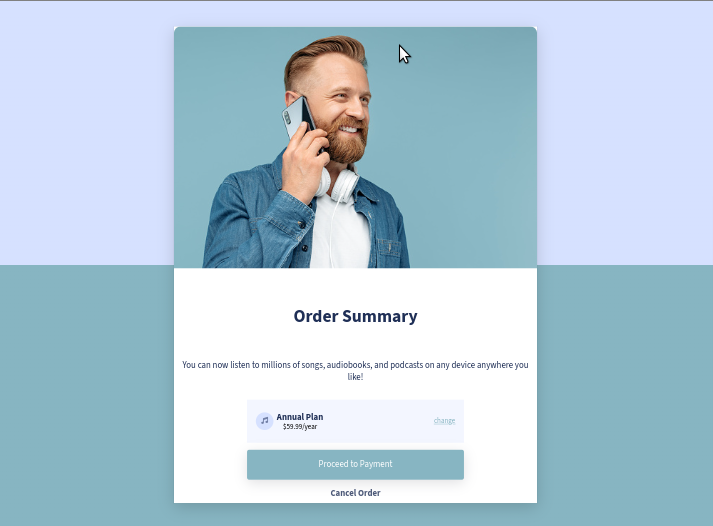 Order Summary
You can now listen to millions of songs, audiobooks, and podcasts on any device anywhere you
like!
Annual Plan
$59.99/year
change
Proceed to Payment
Cancel Order